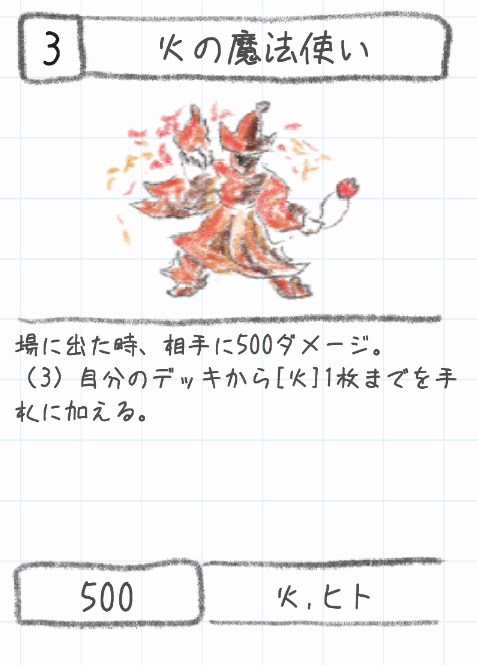 3
火の魔法使い
場に出た時、相手に500ダメージ。
（3）自分のデッキから[火]1枚までを手
札に加える。
500
火,ヒト